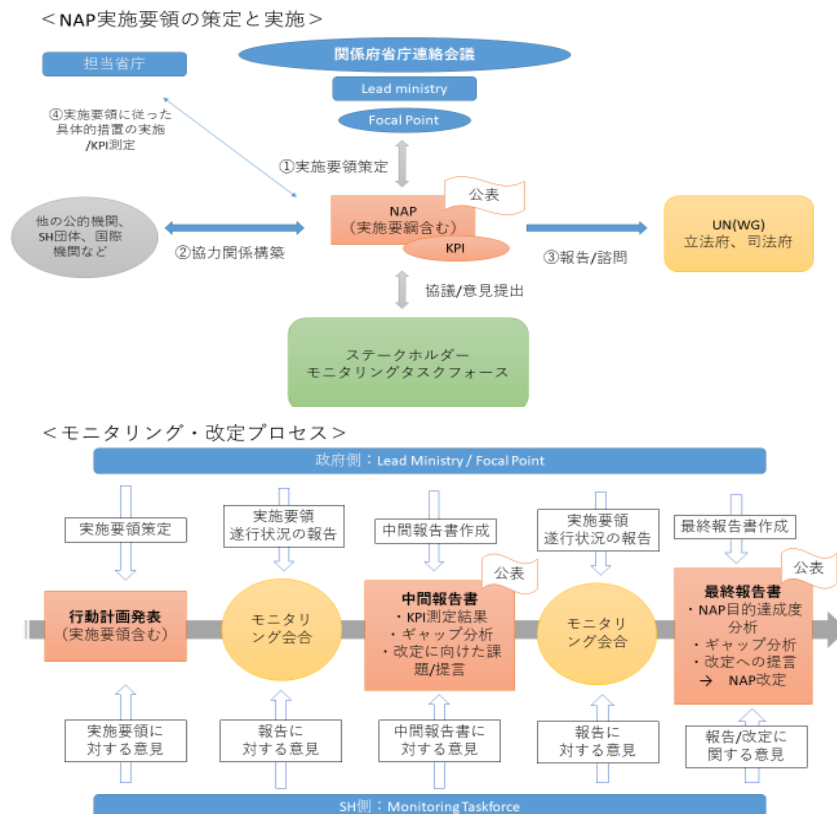 ＜NAP実施要領の策定と実施＞
関係府省庁連絡会議
担当省庁
Lead ministry
Focal Point
④実施要領に従った
具体的措置の実施
/KPI測定
①実施要領策定
公表
他の公的機関、
SH団体、国際
機関など
②協力関係構築
NAP
(実施要綱含む)
KPI
③報告/諮問
UN(WG)
立法府、司法府
協議/意見提出
ステークホルダー
モニタリングタスクフォース
＜モニタリング・改定プロセス＞
政府側：Lead Ministry / Focal Point
実施要領策定
実施要領
遂行状況の報告
中間報告書作成
実施要領
遂行状況の報告
最終報告書作成
公表
公表
行動計画発表
（実施要領含む）
モニタ
リング会合
中間報告書
・KPI測定結果
・ギャップ分析
・改定に向けた課
題/提言
モニタ
リング会合
最終報告書
・NAP目的達成度
分析
・ギャップ分析
・改定への提言
→ NAP改定
実施要領に
対する意見
報告に
対する意見
中間報告書に
対する意見
報告に
対する意見
報告/改定に
関する意見
SH側：Monitoring Taskforce